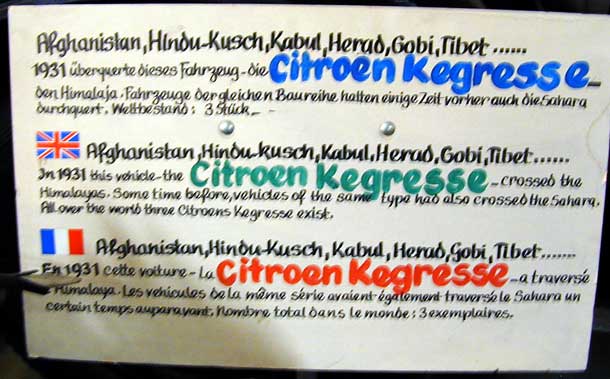 Afghanistan, Hindu-Kusch, Kabul, Herad, Gobi, Tibet ......
1931 überquerte dieses Fahrzeug - die Citroen Kegresse -
den Himalaja. Fahrzeuge der gleichen Baureihe hatten einige Zeit vorher auch die Sahara
durchquert. Weltbestand: 3 Stück. -
Afghanistan, Hindu-Kusch, Kabul, Herad, Gobi, Tibet ......
In 1931 this vehicle - the Citroen Kegresse - crossed the
Himalayas. Some time before, vehicles of the same type had also crossed the Sahara.
All over the world three Citroens Kegresse exist.
Afghanistan, Hindu-Kusch, Kabul, Herad, Gobi, Tibet ......
En 1931 cette voiture - la Citroen Kegresse - a traversé
Himalaya. Les vehicules de la même série avaient également traversé le Sahara un
certain temps auparavant. Nombre total dans le monde: 3 exemplaires.